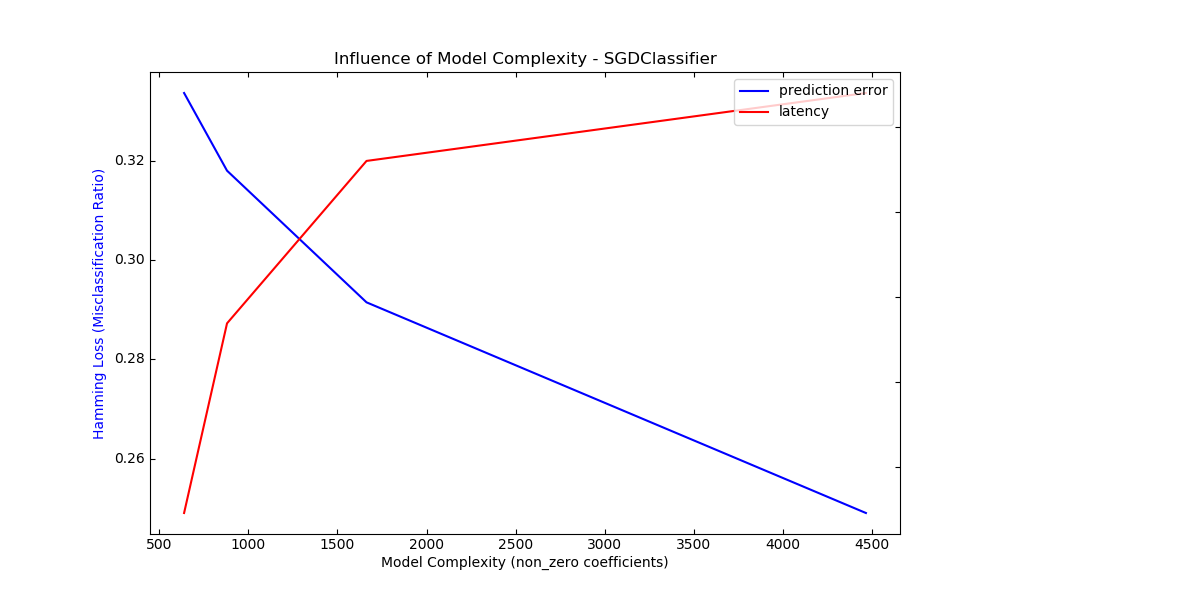 Influence of Model Complexity - SGDClassifier
prediction error
latency
Hamming Loss (Misclassification Ratio)
0.32
0.30
0.28
0.26
500 1000 1500 2000 2500 3000 3500 4000 4500
Model Complexity (non_zero coefficients)